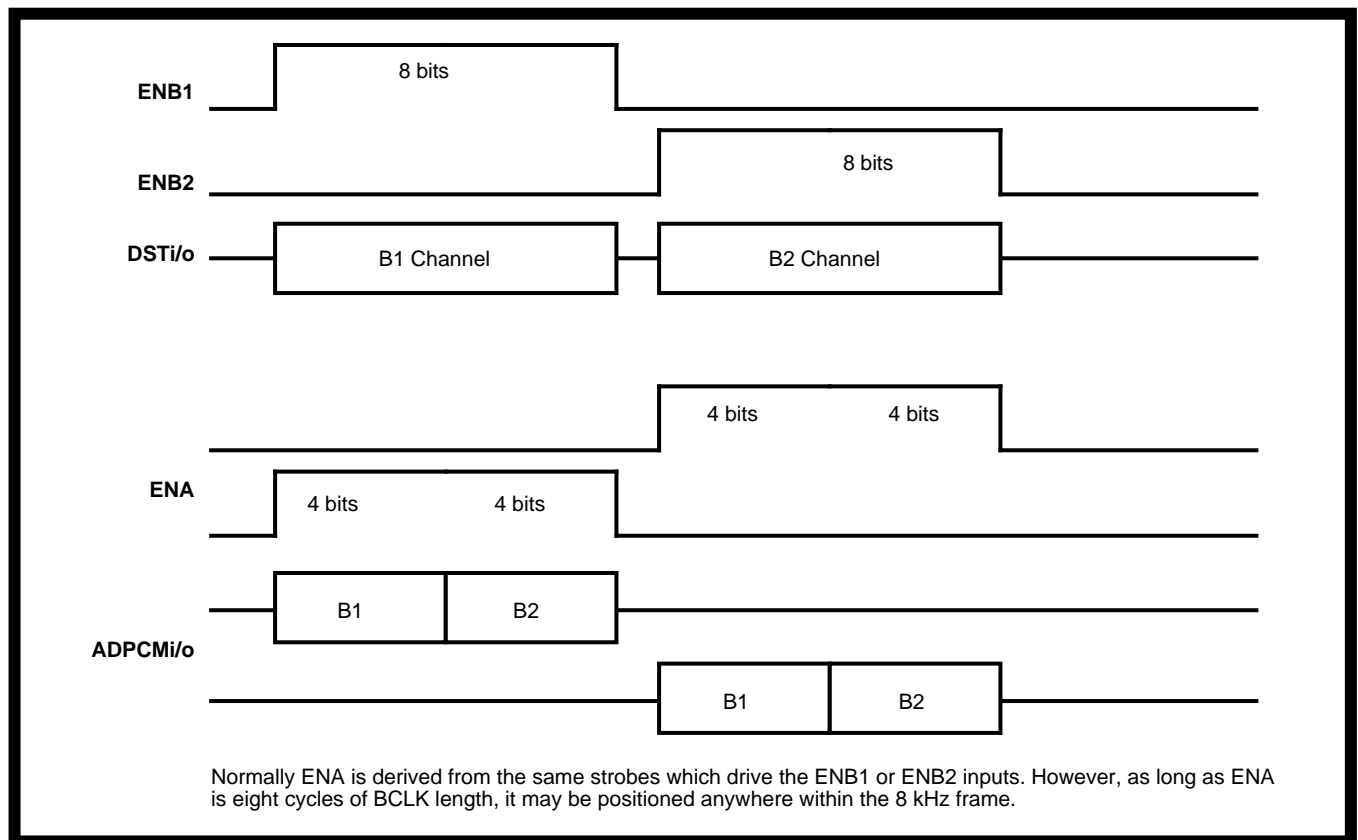 8 bits
ENB1
8 bits
ENB2
DSTi/o
B1 Channel
B2 Channel
4 bits
4 bits
ENA
4 bits
4 bits
B1
B2
ADPCMi/o
B1
B2
Normally ENA is derived from the same strobes which drive the ENB1 or ENB2 inputs. However, as long as ENA
is eight cycles of BCLK length, it may be positioned anywhere within the 8 kHz frame.